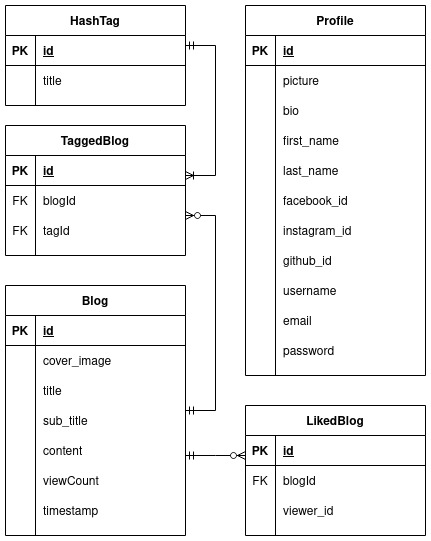 HashTag
PK id
title
TaggedBlog
PK id
FK blogId
FK tagId
Blog
PK id
cover_image
title
sub_title
content
viewCount
timestamp
Profile
PK id
picture
bio
first_name
last_name
facebook_id
instagram_id
github_id
username
email
password
LikedBlog
PK id
FK blogId
viewer_id